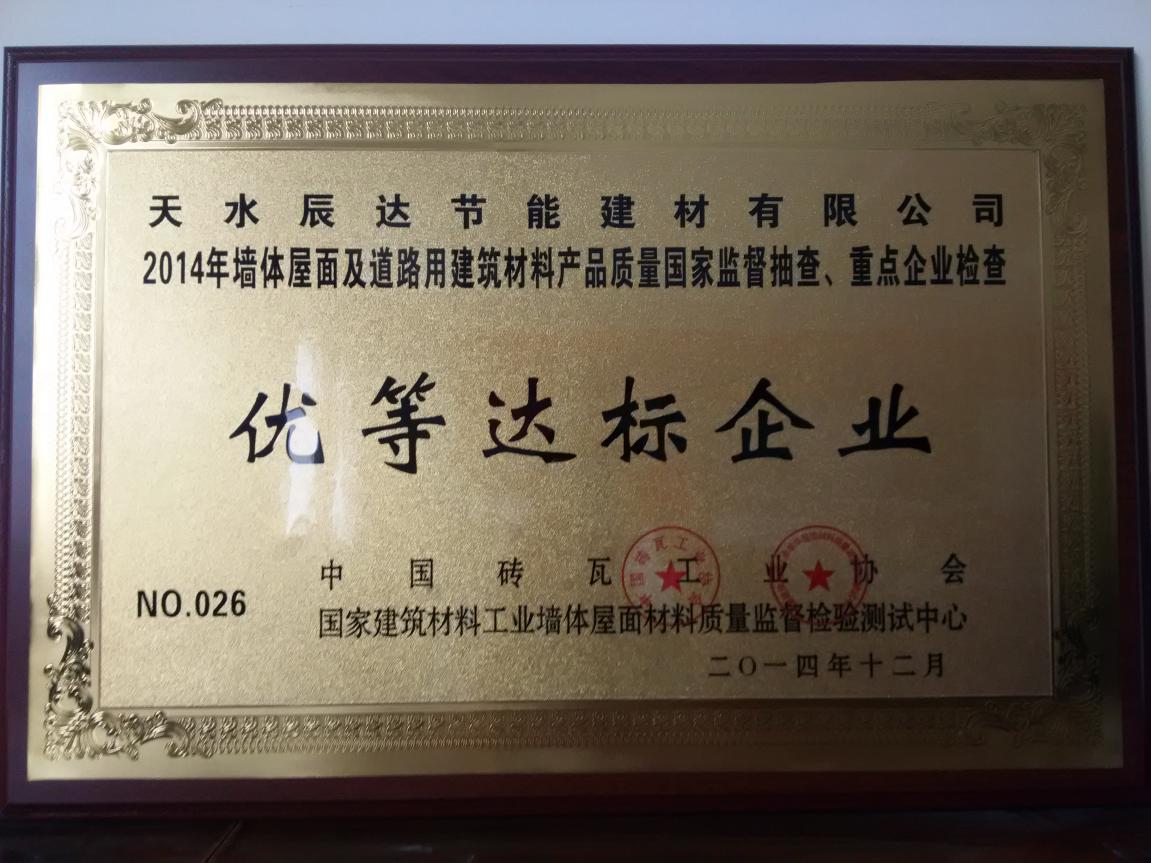 天水辰达节能建材有限公司
2014年墙体屋面及道路用建筑材料产品质量国家监督抽查、重点企业检查
优等达标企业
中国砖瓦工业协会
NO.026
国家建筑材料工业墙体屋面材料质量监督检验测试中心
二〇一四年十二月